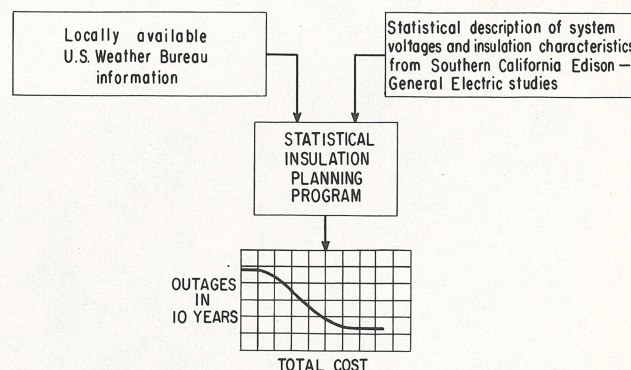 Locally available
U.S. Weather Bureau
information
Statistical description of system
voltages and insulation characteristics
from Southern California Edison —
General Electric studies
STATISTICAL
INSULATION
PLANNING
PROGRAM
OUTAGES
IN
10 YEARS
TOTAL COST